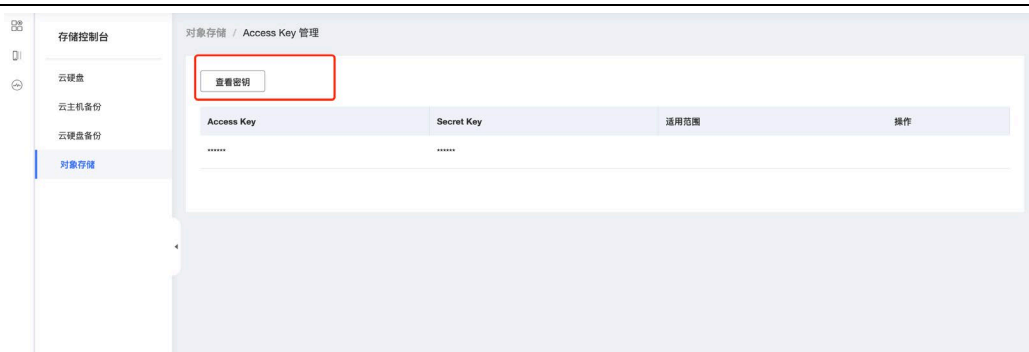 存储控制台
云硬盘
云主机备份
云硬盘备份
对象存储
对象存储 / Access Key 管理
查看密钥
Access Key Secret Key 适用范围 操作
****** ******